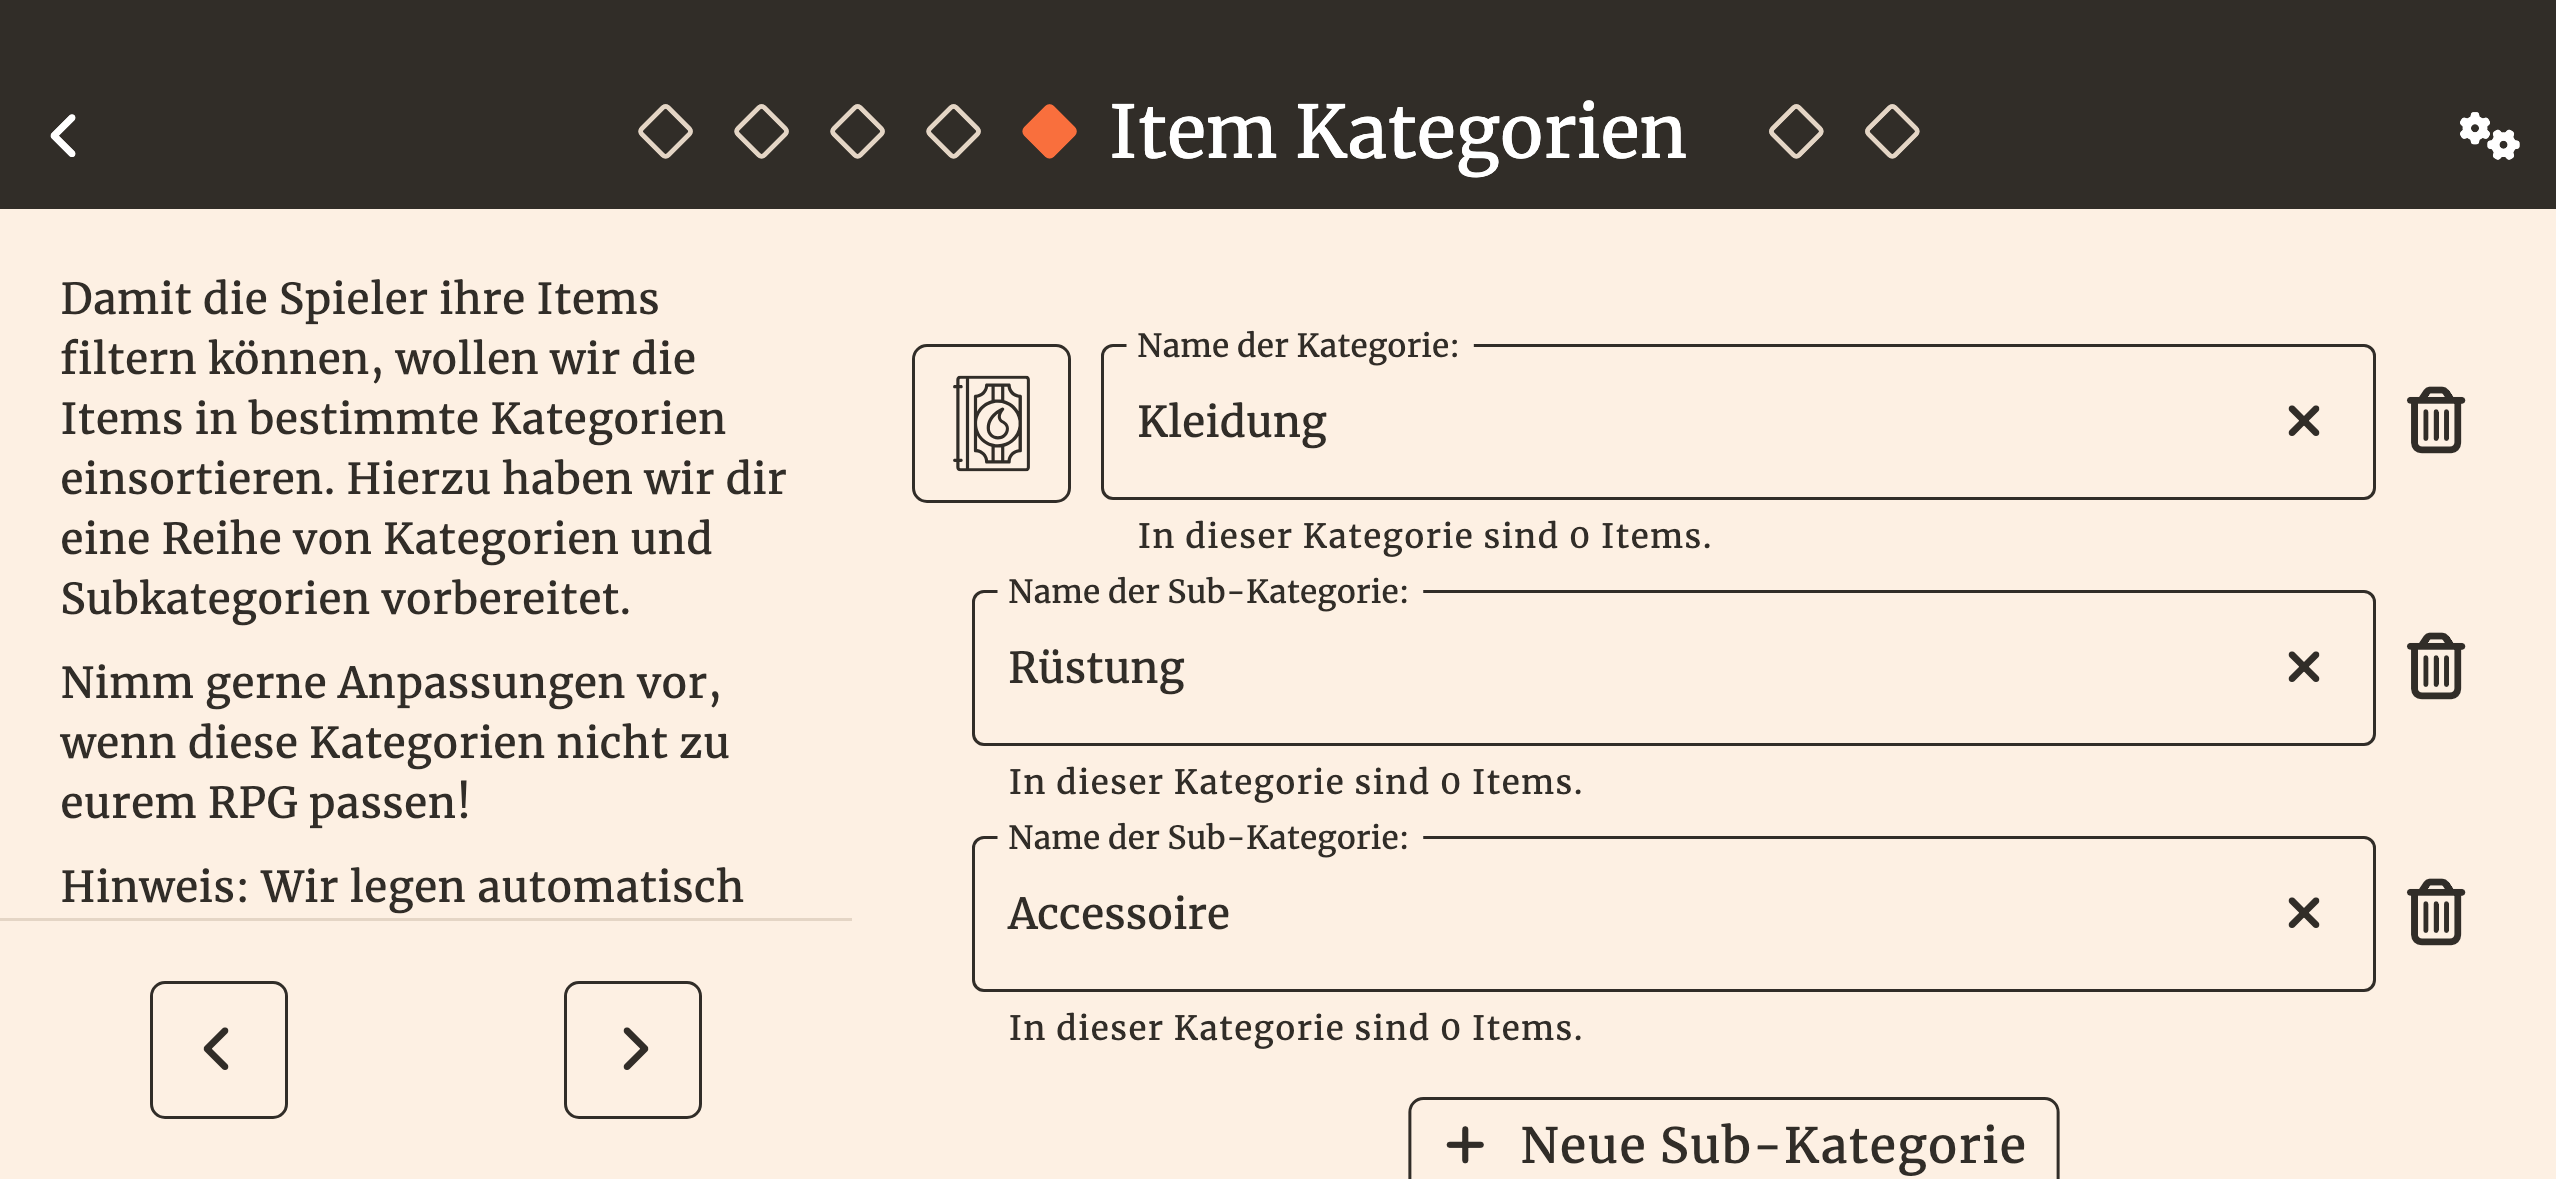 Item Kategorien
Damit die Spieler ihre Items
filtern können, wollen wir die
Items in bestimmte Kategorien
einsortieren. Hierzu haben wir dir
eine Reihe von Kategorien und
Subkategorien vorbereitet.
Nimm gerne Anpassungen vor,
wenn diese Kategorien nicht zu
eurem RPG passen!
Hinweis: Wir legen automatisch
Name der Kategorie:
Kleidung
In dieser Kategorie sind 0 Items.
Name der Sub-Kategorie:
Rüstung
In dieser Kategorie sind 0 Items.
Name der Sub-Kategorie:
Accessoire
In dieser Kategorie sind 0 Items.
Neue Sub-Kategorie